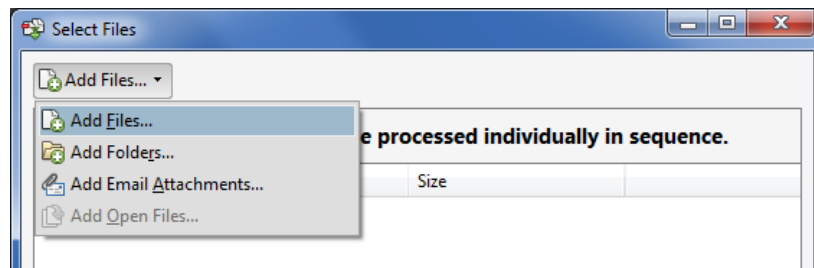 Select Files
Add Files...
Add Files...
e processed individually in sequence.
Add Folders...
Add Email Attachments...
Size
Add Open Files...